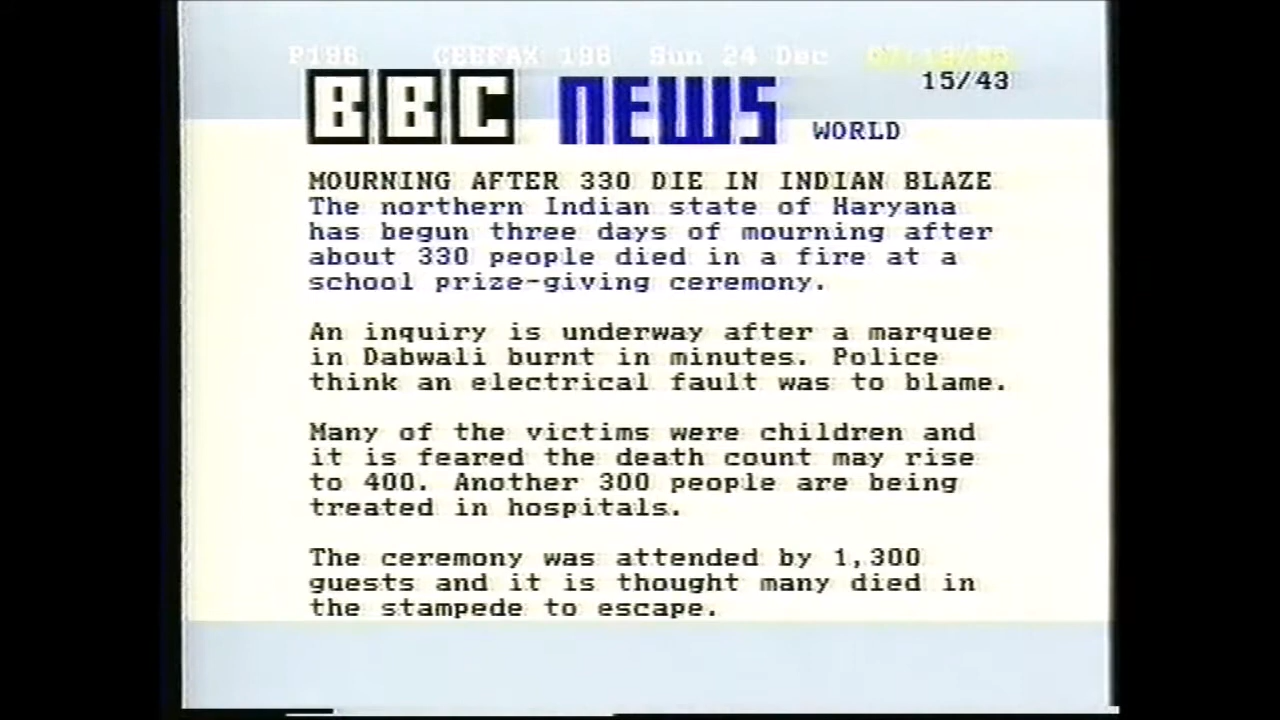 P198 CEEFAX 198 Sun 24 Dec
15/43
BBC NEWS WORLD
MOURNING AFTER 330 DIE IN INDIAN BLAZE
The northern Indian state of Haryana
has begun three days of mourning after
about 330 people died in a fire at a
school prize-giving ceremony.
An inquiry is underway after a marquee
in Dabwali burnt in minutes. Police
think an electrical fault was to blame.
Many of the victims were children and
it is feared the death count may rise
to 400. Another 300 people are being
treated in hospitals.
The ceremony was attended by 1,300
guests and it is thought many died in
the stampede to escape.